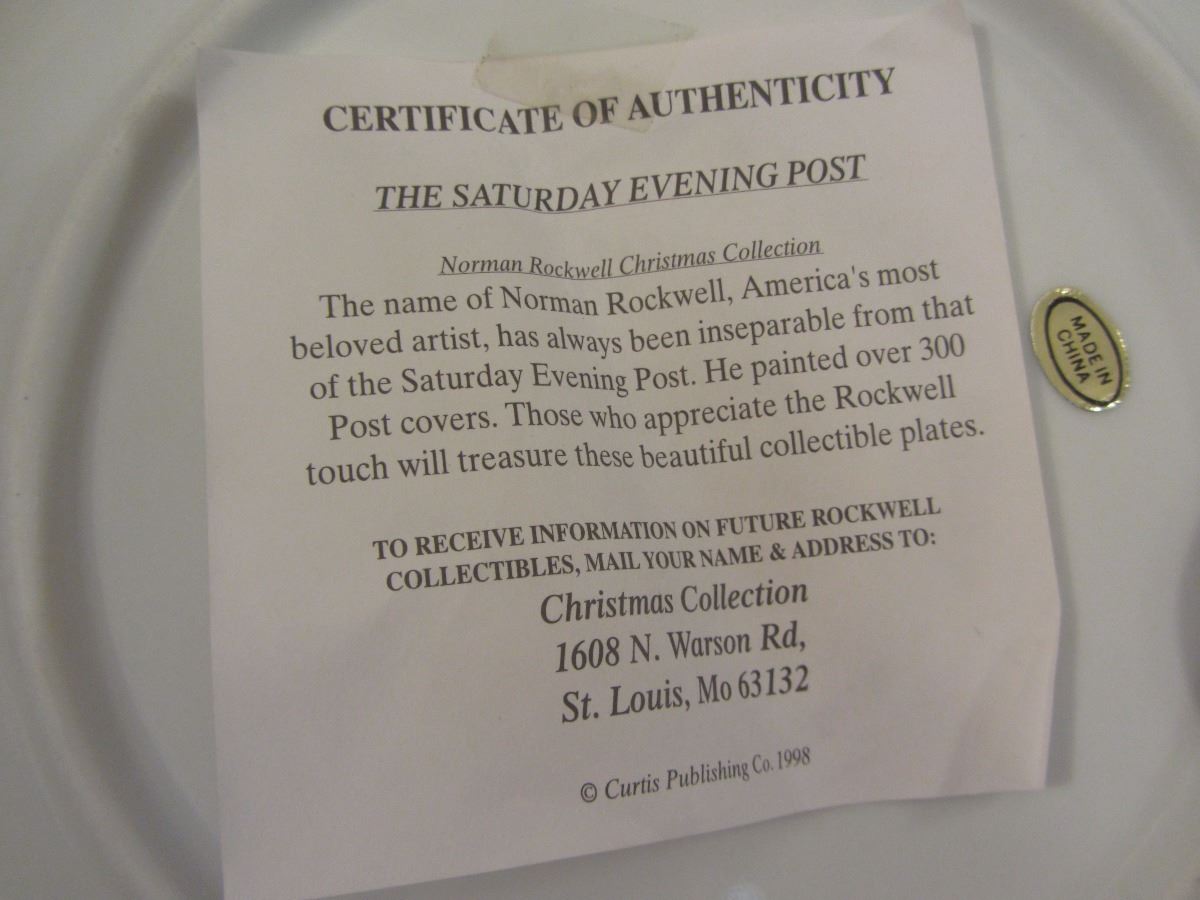 CERTIFICATE OF AUTHENTICITY
THE SATURDAY EVENING POST
Norman Rockwell Christmas Collection
The name of Norman Rockwell, America's most
beloved artist, has always been inseparable from that
of the Saturday Evening Post. He painted over 300
Post covers. Those who appreciate the Rockwell
touch will treasure these beautiful collectible plates.
TO RECEIVE INFORMATION ON FUTURE ROCKWELL
COLLECTIBLES, MAIL YOUR NAME & ADDRESS TO:
Christmas Collection
1608 N. Warson Rd,
St. Louis, Mo 63132
© Curtis Publishing Co. 1998
MADE IN
CHINA